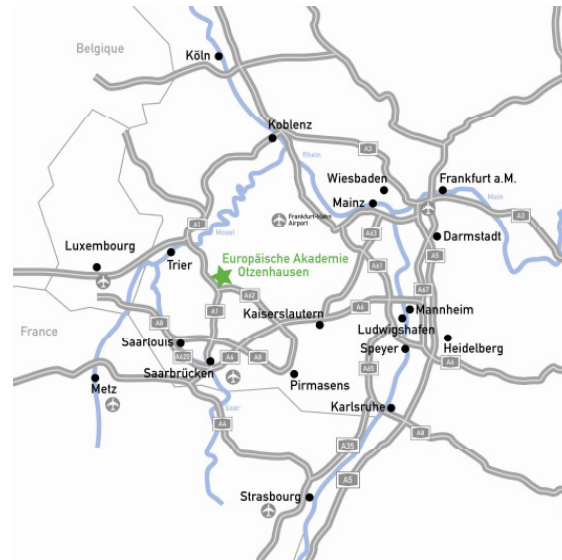 Belgique
Köln
Koblenz
A3
Rhein
Wiesbaden
Frankfurt a.M.
Mainz
Main
A3
Frankfurt-Hahn
Airport
A1
Mosel
A63
Darmstadt
Luxembourg
Trier
Europäische Akademie
Otzenhausen
A61
A5
A62
A67
A1
Mannheim
A8
Kaiserslautern
A6
Ludwigshafen
France
Saarlouis
A620
A6
A8
Speyer
Heidelberg
A6
Saarbrücken
Metz
Pirmasens
A65
Saar
Karlsruhe
A4
A8
A35
A5
Strasbourg